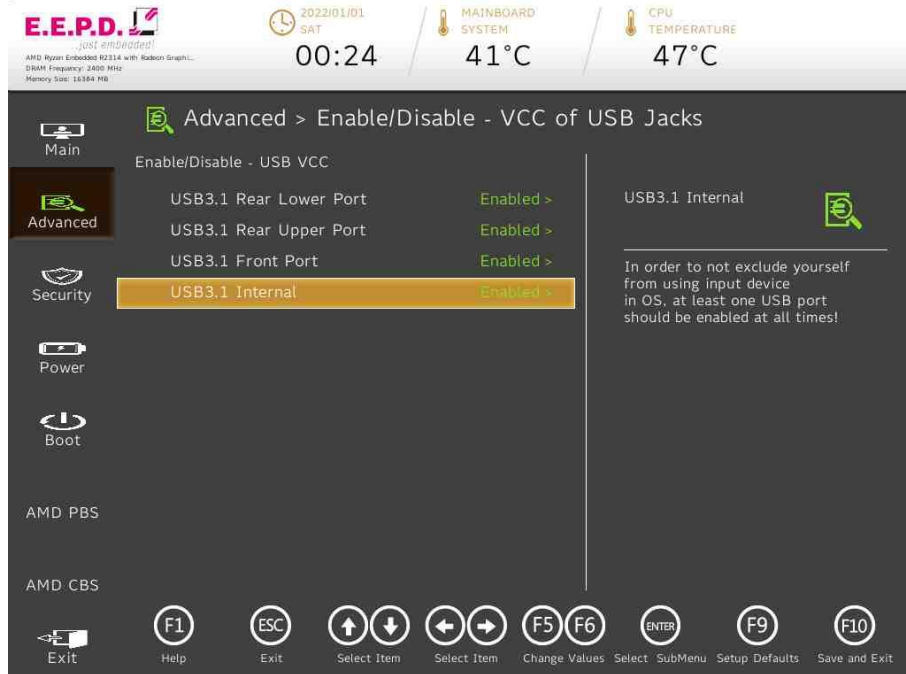 E.E.P.D.
just embedded!
AMD Ryzen Embedded R2314 with Radeon Graphi...
DRAM Frequency: 2400 MHz
Memory Size: 16384 MB
2022/01/01
SAT
00:24
MAINBOARD
SYSTEM
41°C
CPU
TEMPERATURE
47°C
Main
Advanced
Security
Power
Boot
AMD PBS
AMD CBS
Exit
Advanced > Enable/Disable - VCC of USB Jacks
Enable/Disable - USB VCC
USB3.1 Rear Lower Port Enabled >
USB3.1 Rear Upper Port Enabled >
USB3.1 Front Port Enabled >
USB3.1 Internal Enabled >
USB3.1 Internal
In order to not exclude yourself
from using input device
in OS, at least one USB port
should be enabled at all times!
F1 ESC F5 F6 ENTER F9 F10
Help Exit Select Item Select Item Change Values Select SubMenu Setup Defaults Save and Exit